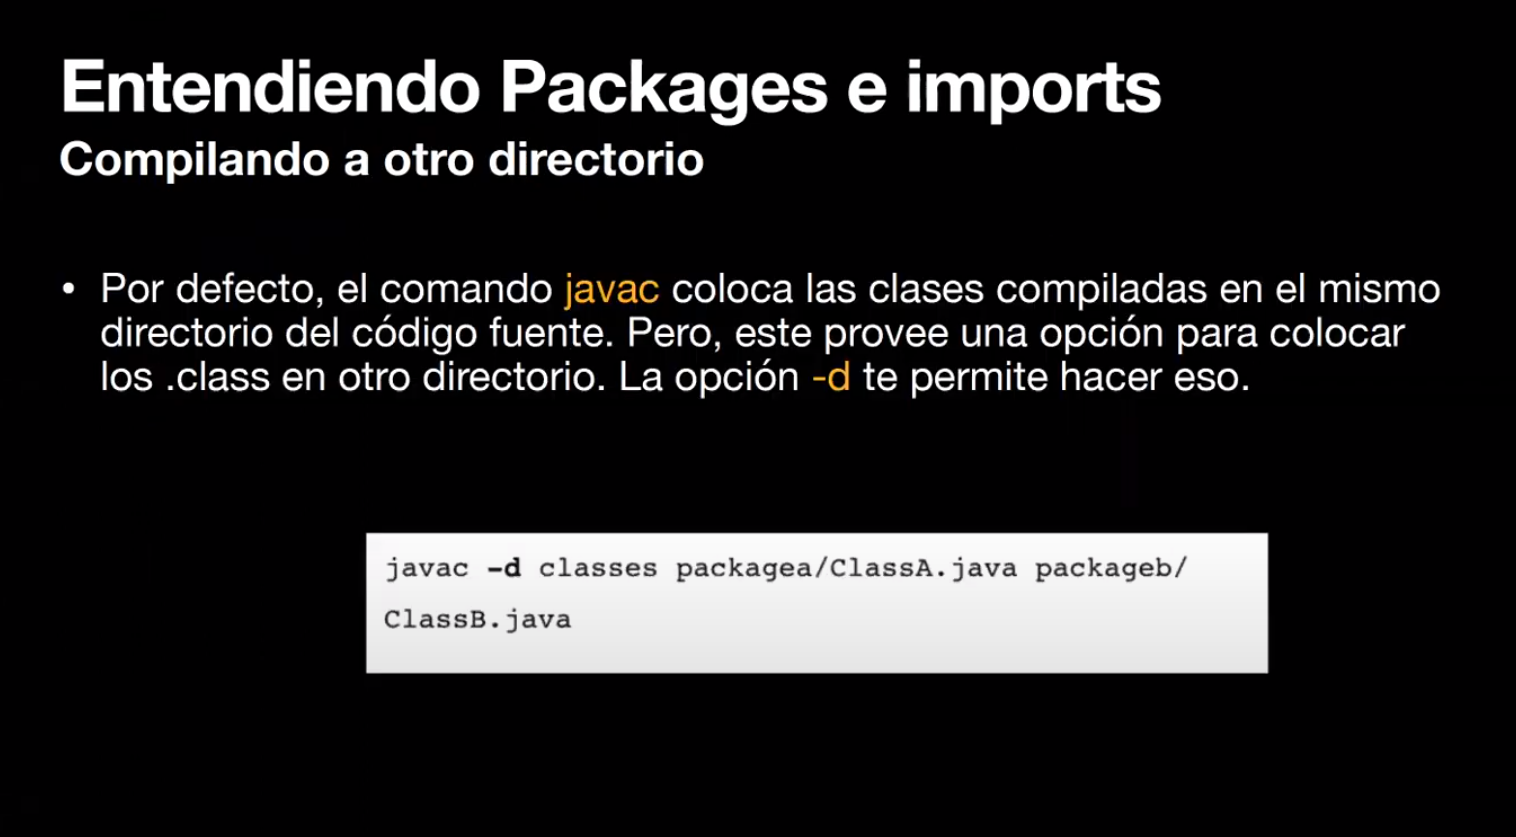 Entendiendo Packages e imports
Compilando a otro directorio
• Por defecto, el comando javac coloca las clases compiladas en el mismo
directorio del código fuente. Pero, este provee una opción para colocar
los .class en otro directorio. La opción -d te permite hacer eso.
javac -d classes packagea/ClassA.java packageb/
ClassB.java